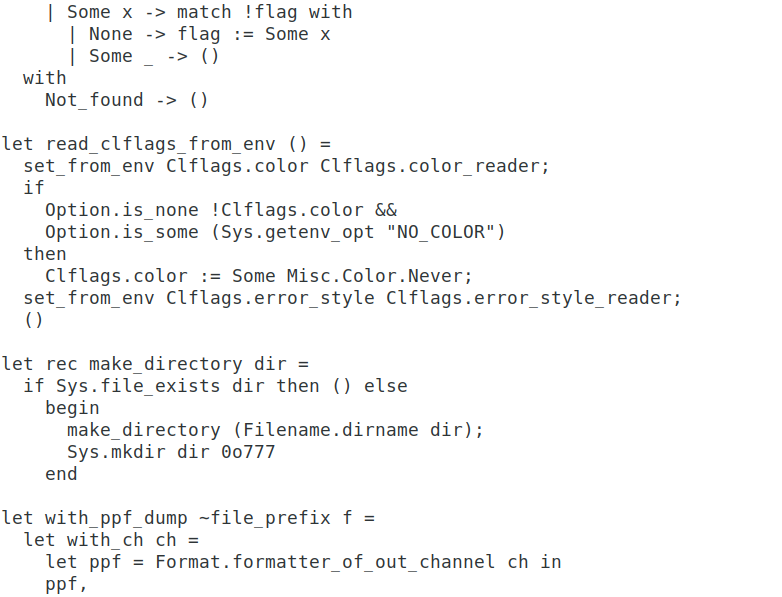 | Some x -> match !flag with
      | None -> flag := Some x
      | Some _ -> ()
  with
    Not_found -> ()

let read_clflags_from_env () =
  set_from_env Clflags.color Clflags.color_reader;
  if
    Option.is_none !Clflags.color &&
    Option.is_some (Sys.getenv_opt "NO_COLOR")
  then
    Clflags.color := Some Misc.Color.Never;
  set_from_env Clflags.error_style Clflags.error_style_reader;
  ()

let rec make_directory dir =
  if Sys.file_exists dir then () else
    begin
      make_directory (Filename.dirname dir);
      Sys.mkdir dir 0o777
    end

let with_ppf_dump ~file_prefix f =
  let with_ch ch =
    let ppf = Format.formatter_of_out_channel ch in
    ppf,